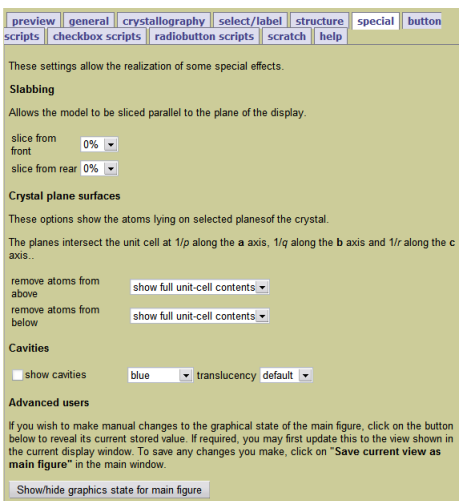 preview general crystallography select/label structure special button
scripts checkbox scripts radiobutton scripts scratch help
These settings allow the realization of some special effects.
Slabbing
Allows the model to be sliced parallel to the plane of the display.
slice from
front 0%
slice from rear 0%
Crystal plane surfaces
These options show the atoms lying on selected planesof the crystal.
The planes intersect the unit cell at 1/p along the a axis, 1/q along the b axis and 1/r along the c
axis..
remove atoms from
above show full unit-cell contents
remove atoms from
below show full unit-cell contents
Cavities
show cavities blue translucency default
Advanced users
If you wish to make manual changes to the graphical state of the main figure, click on the button
below to reveal its current stored value. If required, you may first update this to the view shown in
the current display window. To save any changes you make, click on "Save current view as
main figure" in the main window.
Show/hide graphics state for main figure